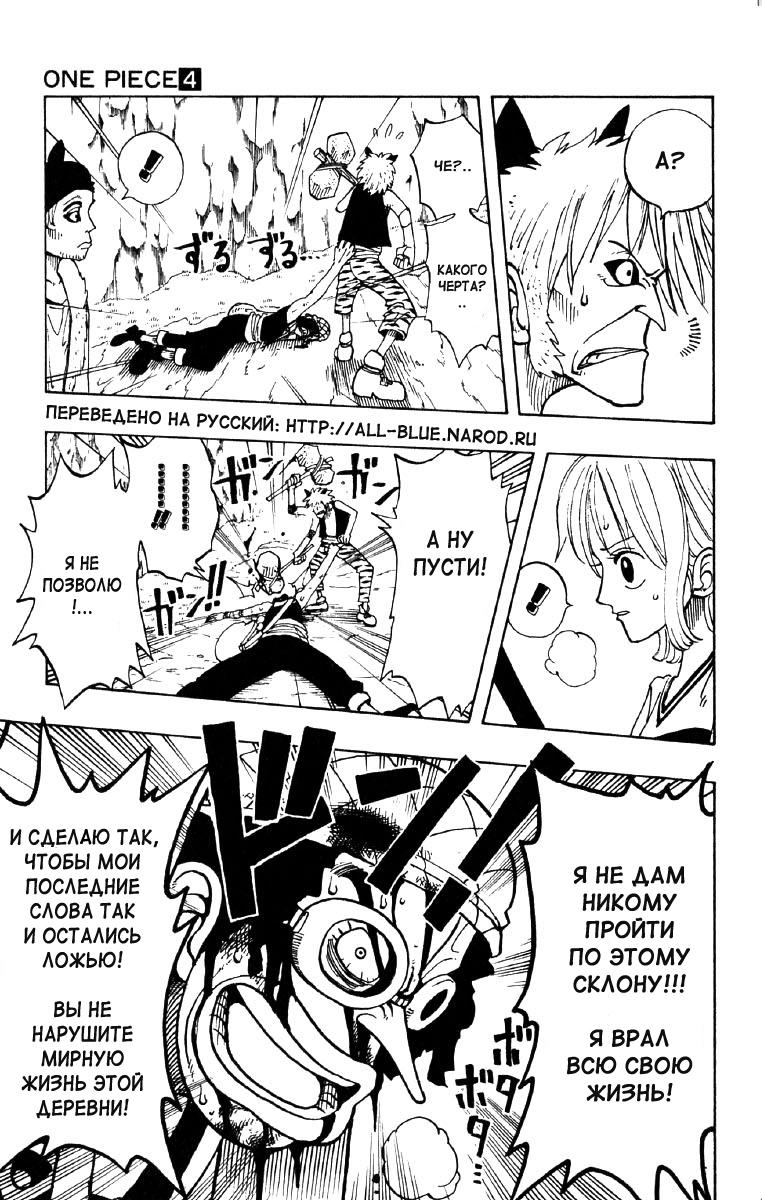 ONE PIECE 4
А?
ЧЕ?..
КАКОГО
ЧЕРТА?
..
!
ずる ずる...
ПЕРЕВЕДЕНО НА РУССКИЙ: HTTP://ALL-BLUE.NAROD.RU
!
А НУ
ПУСТИ!
ガン
ガン
ガン!!
!!
Я НЕ
ПОЗВОЛЮ
!...
Я НЕ ДАМ
НИКОМУ
ПРОЙТИ
ПО ЭТОМУ
СКЛОНУ!!!
Я ВРАЛ
ВСЮ СВОЮ
ЖИЗНЬ!
ドン!!
И СДЕЛАЮ ТАК,
ЧТОБЫ МОИ
ПОСЛЕДНИЕ
СЛОВА ТАК
И ОСТАЛИСЬ
ЛОЖЬЮ!
ВЫ НЕ
НАРУШИТЕ
МИРНУЮ
ЖИЗНЬ ЭТОЙ
ДЕРЕВНИ!
ボタ
ボタ...